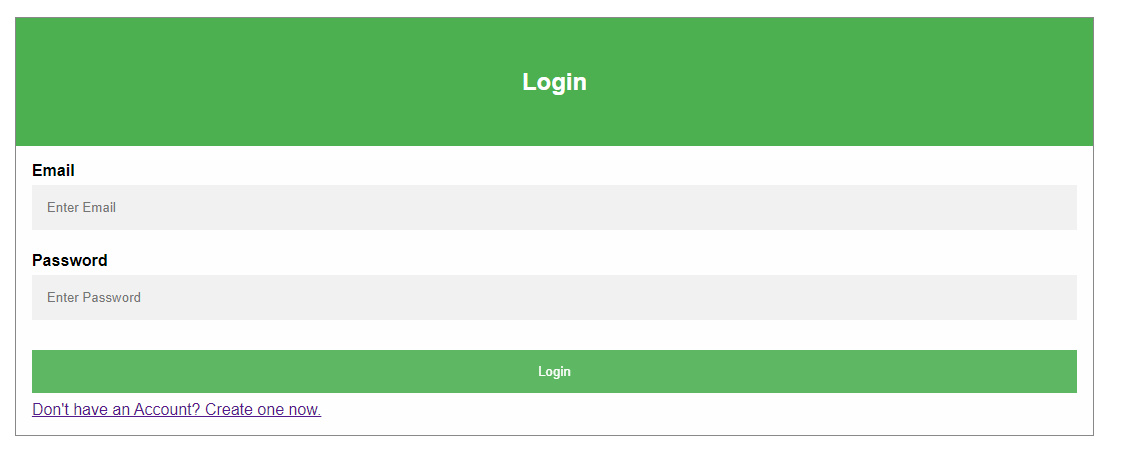 Login
Email
Enter Email
Password
Enter Password
Login
Don't have an Account? Create one now.